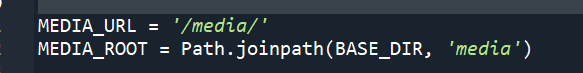 MEDIA_URL = '/media/'
MEDIA_ROOT = Path.joinpath(BASE_DIR, 'media')